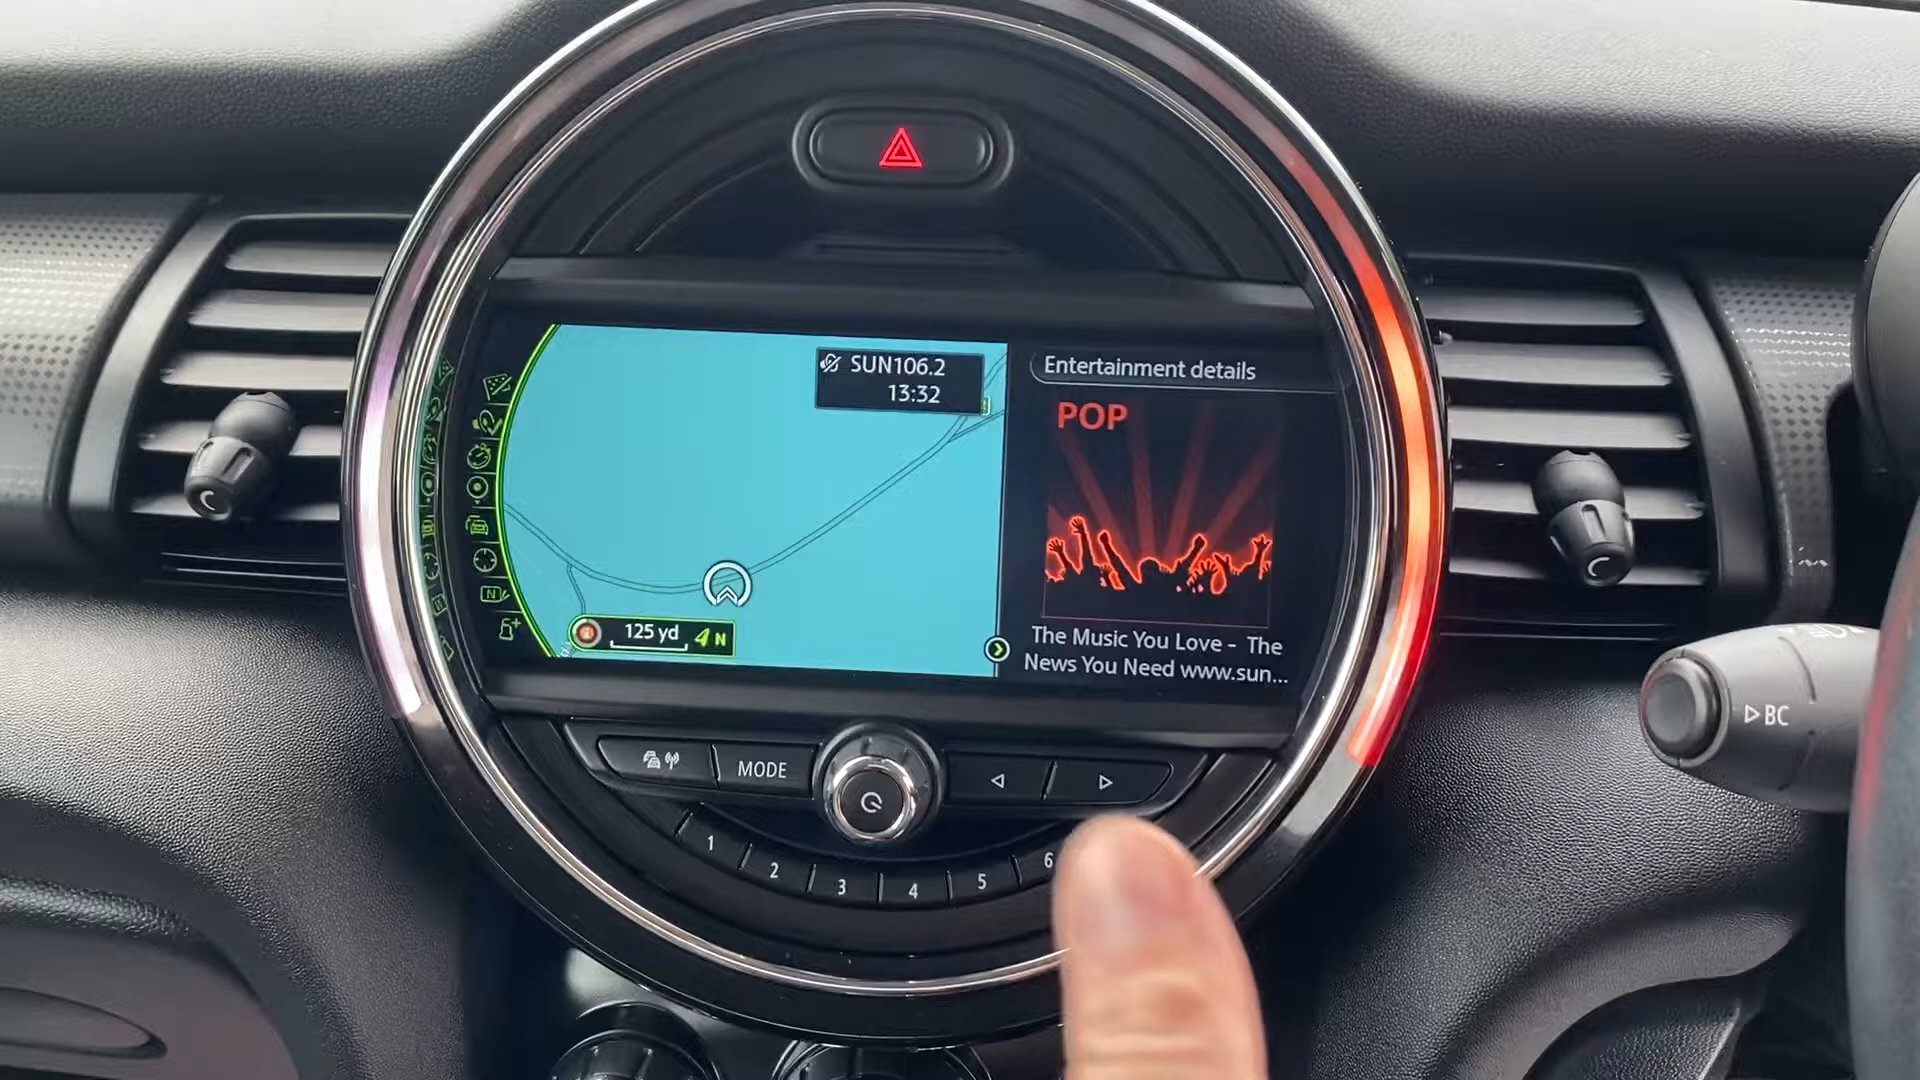 SUN106.2
13:32
Entertainment details
POP
125 yd
N
The Music You Love - The
News You Need www.sun...
MODE
1
2
3
4
5
6
BC